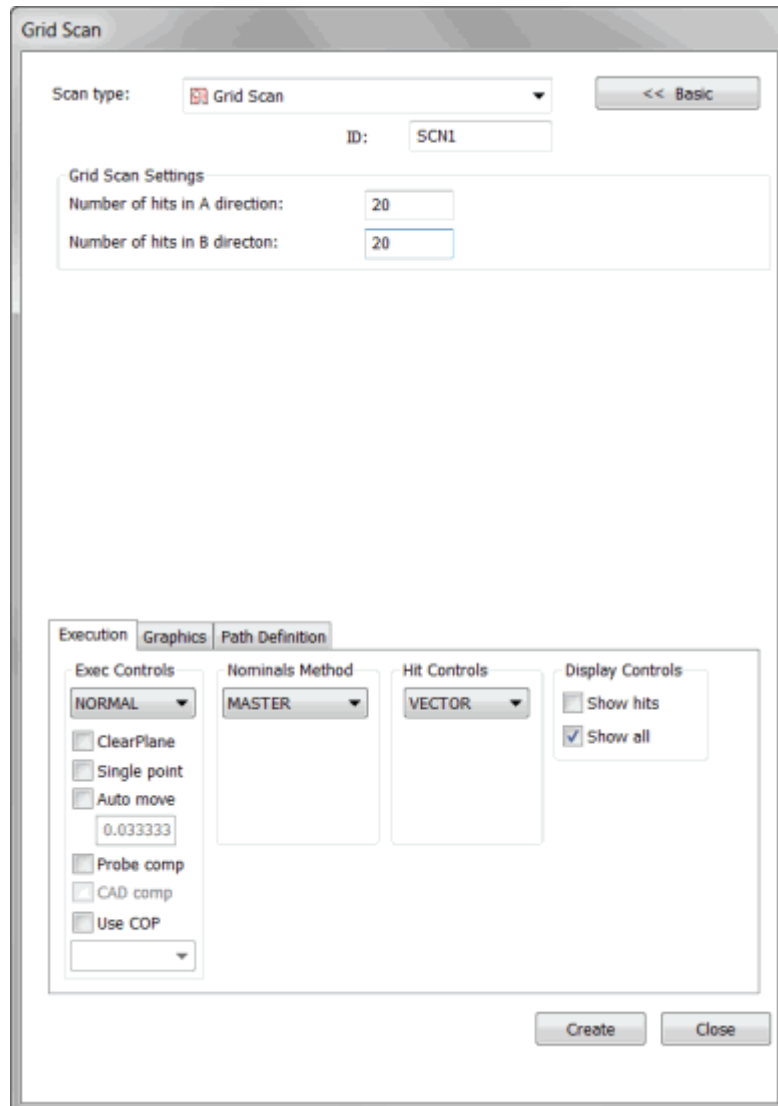 Grid Scan
Scan type: Grid Scan << Basic
ID: SCN1
Grid Scan Settings
Number of hits in A direction: 20
Number of hits in B directon: 20
Execution Graphics Path Definition
Exec Controls Nominals Method Hit Controls Display Controls
NORMAL MASTER VECTOR Show hits
ClearPlane Show all
Single point
Auto move
0.033333
Probe comp
CAD comp
Use COP
Create Close